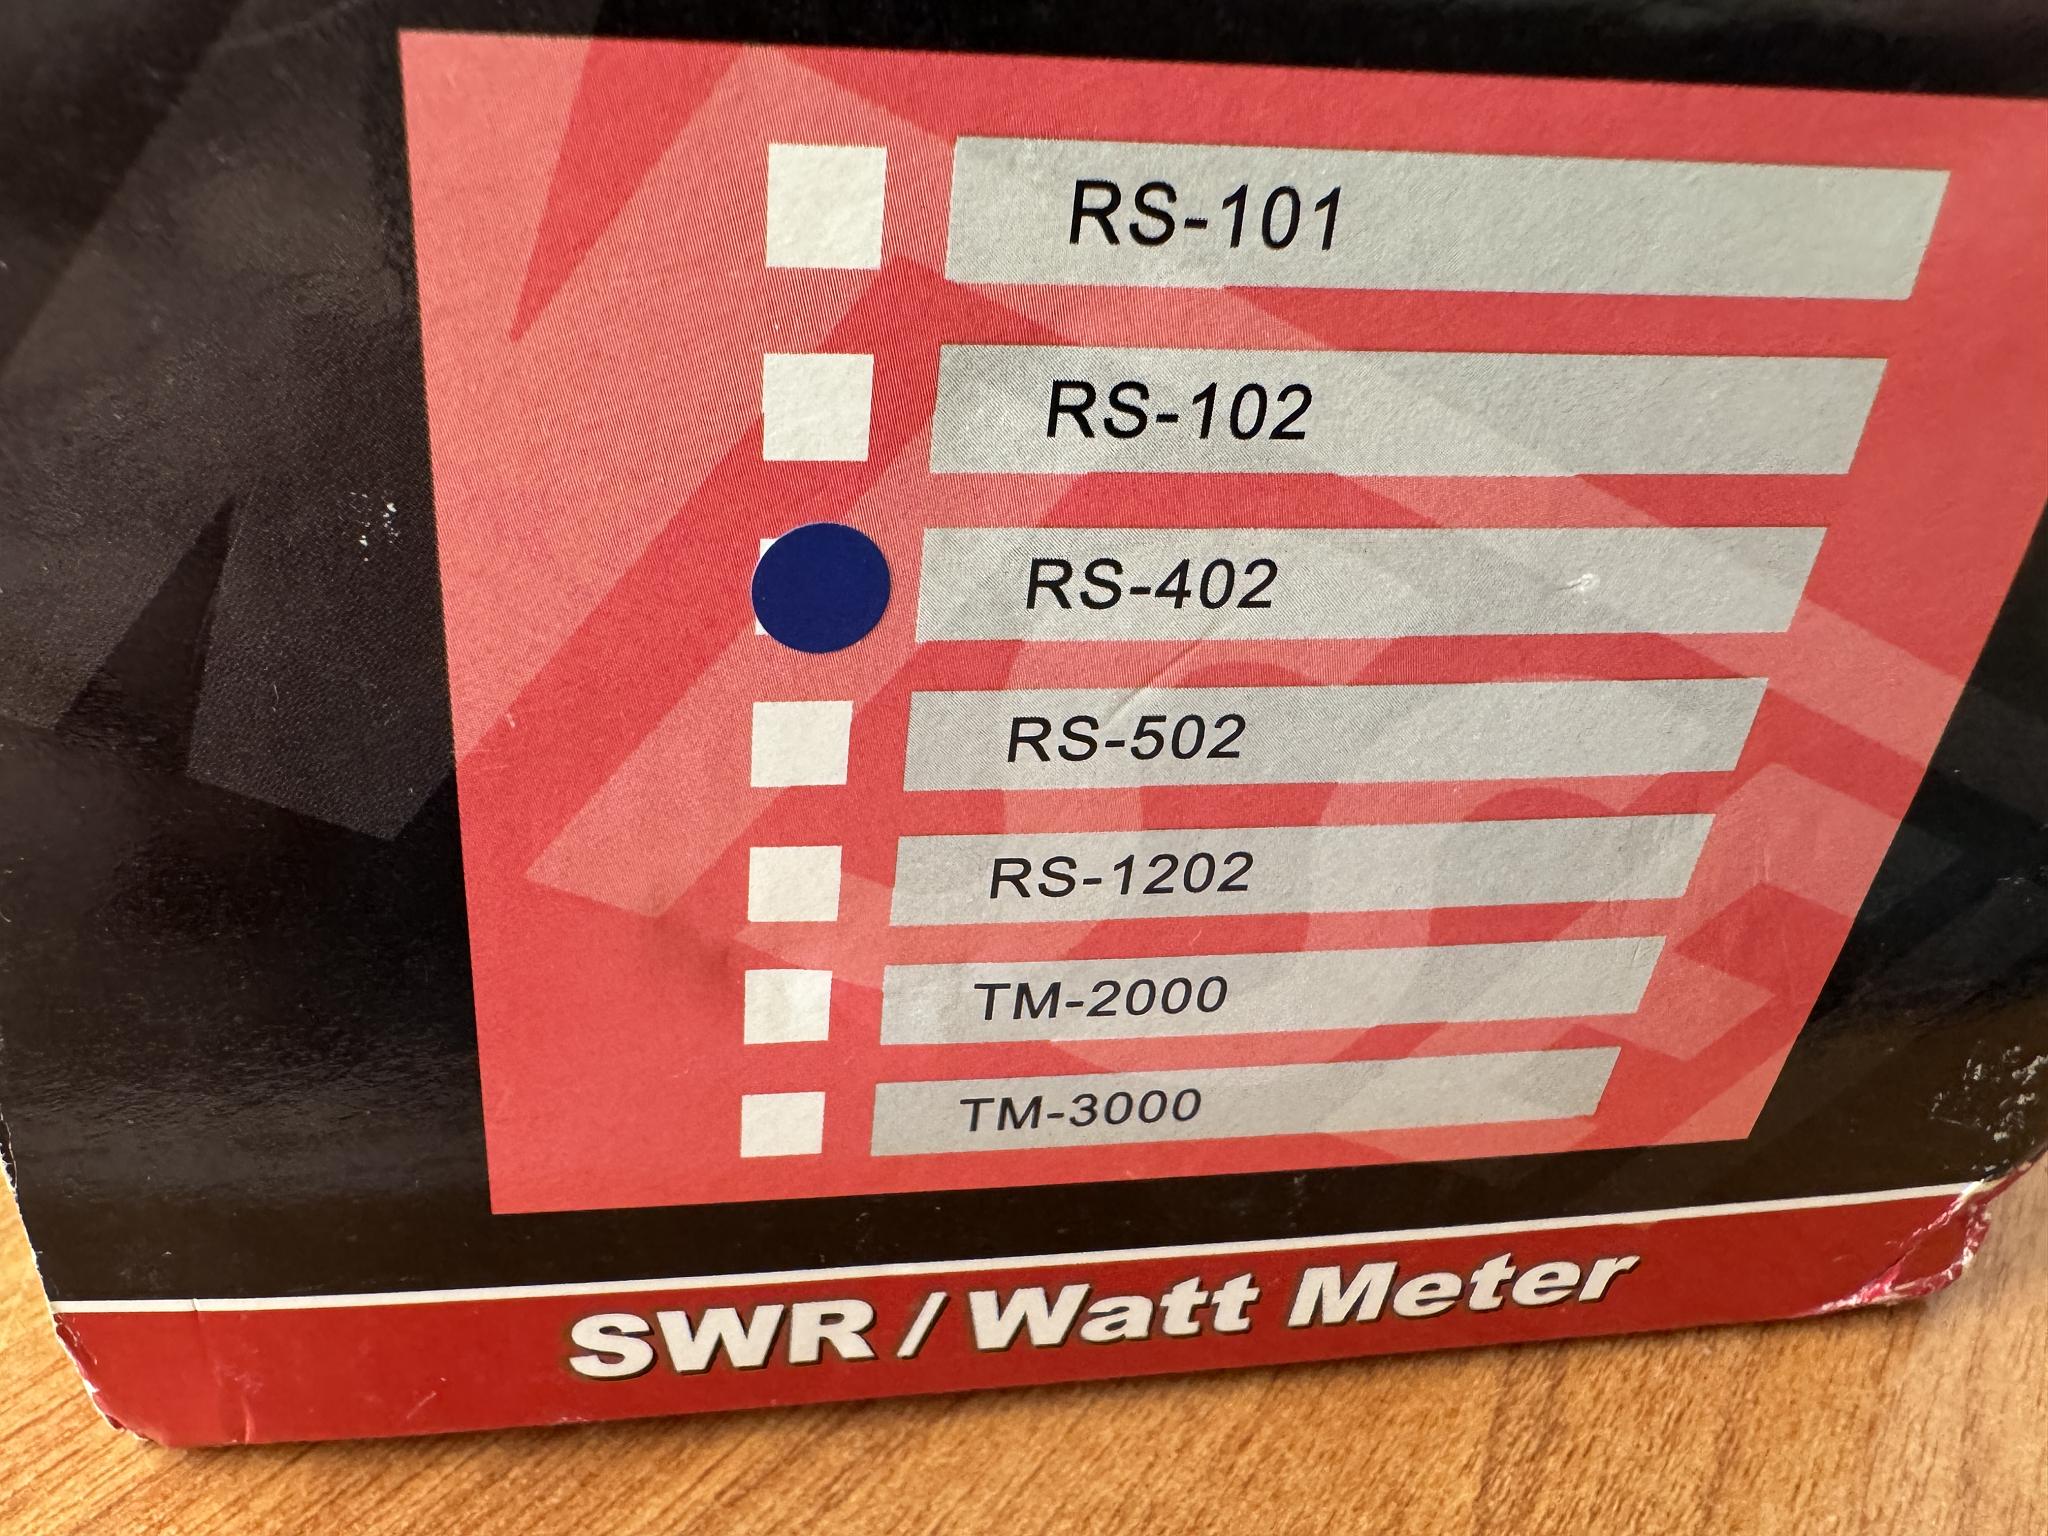 RS-101
RS-102
RS-402
RS-502
RS-1202
TM-2000
TM-3000
SWR / Watt Meter